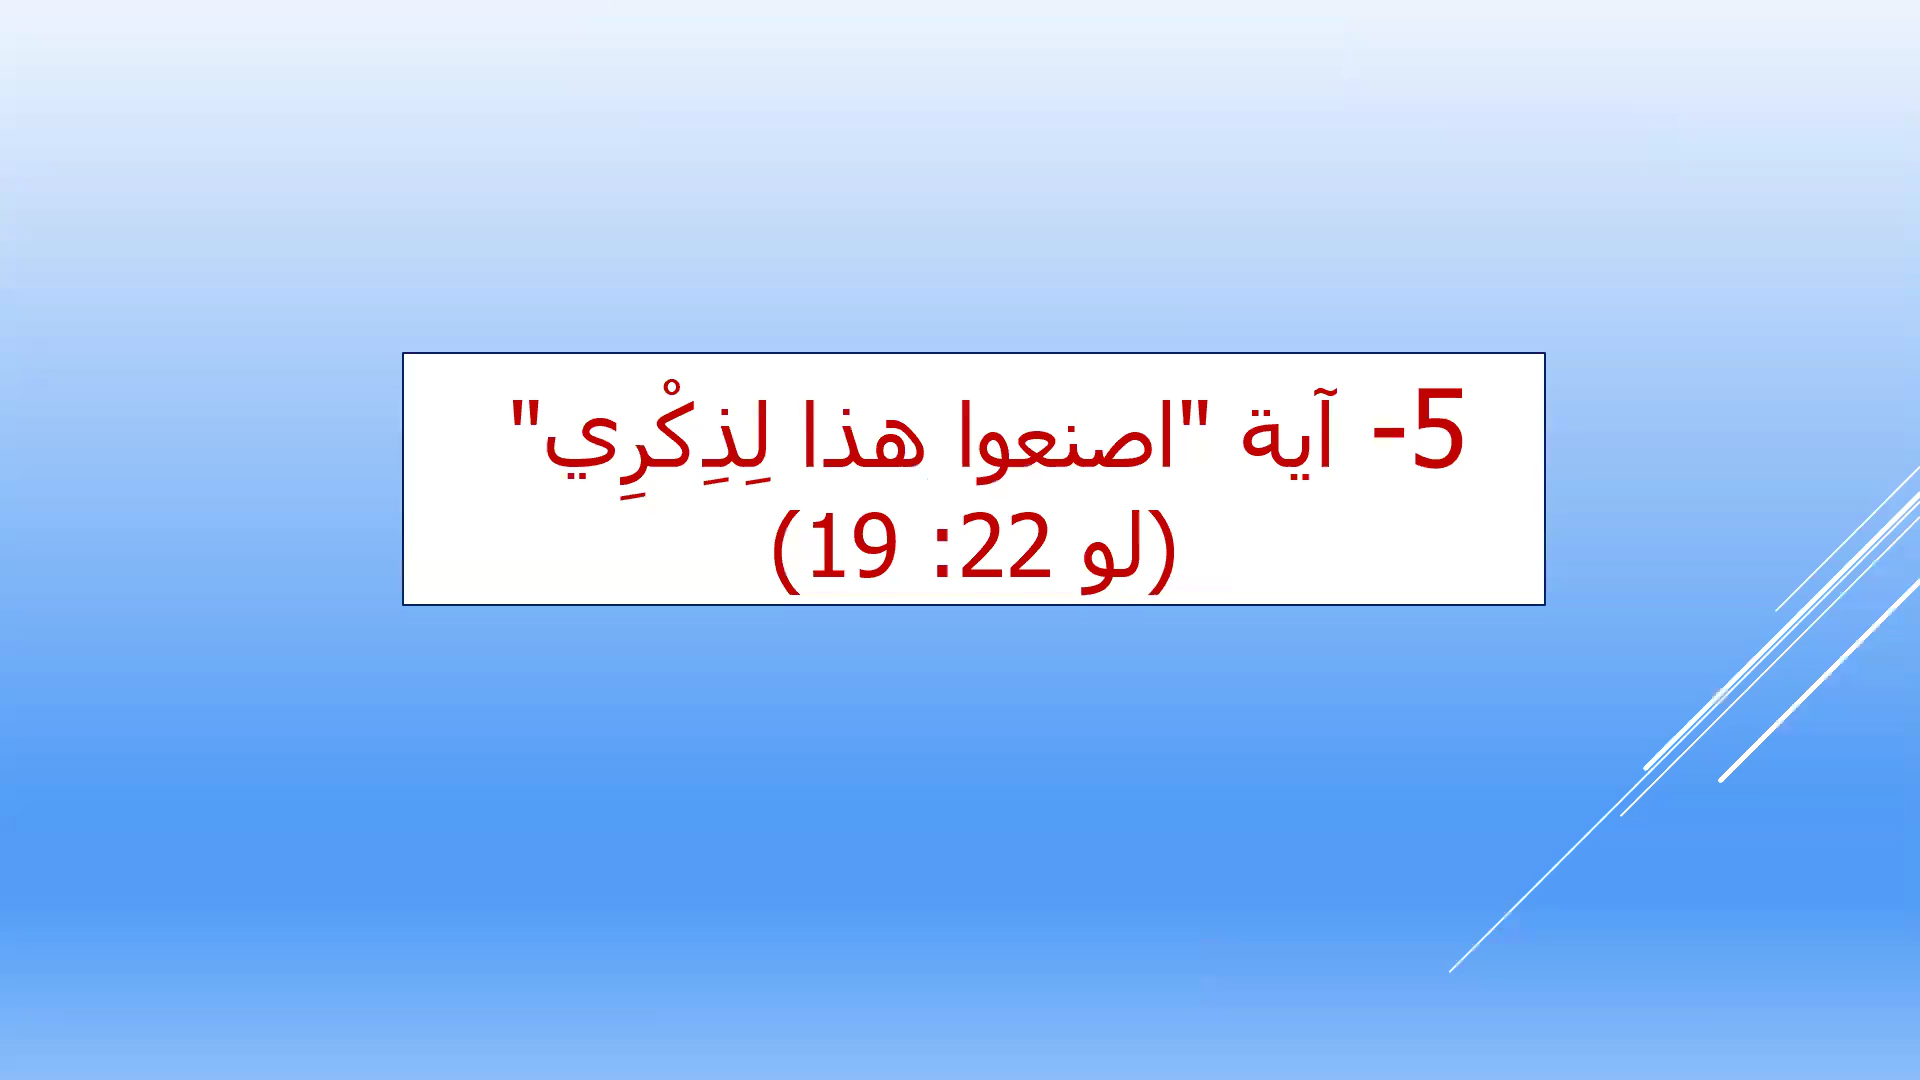 5- آية "اصنعوا هذا لِذِكْرِي"
(لو 22: 19)